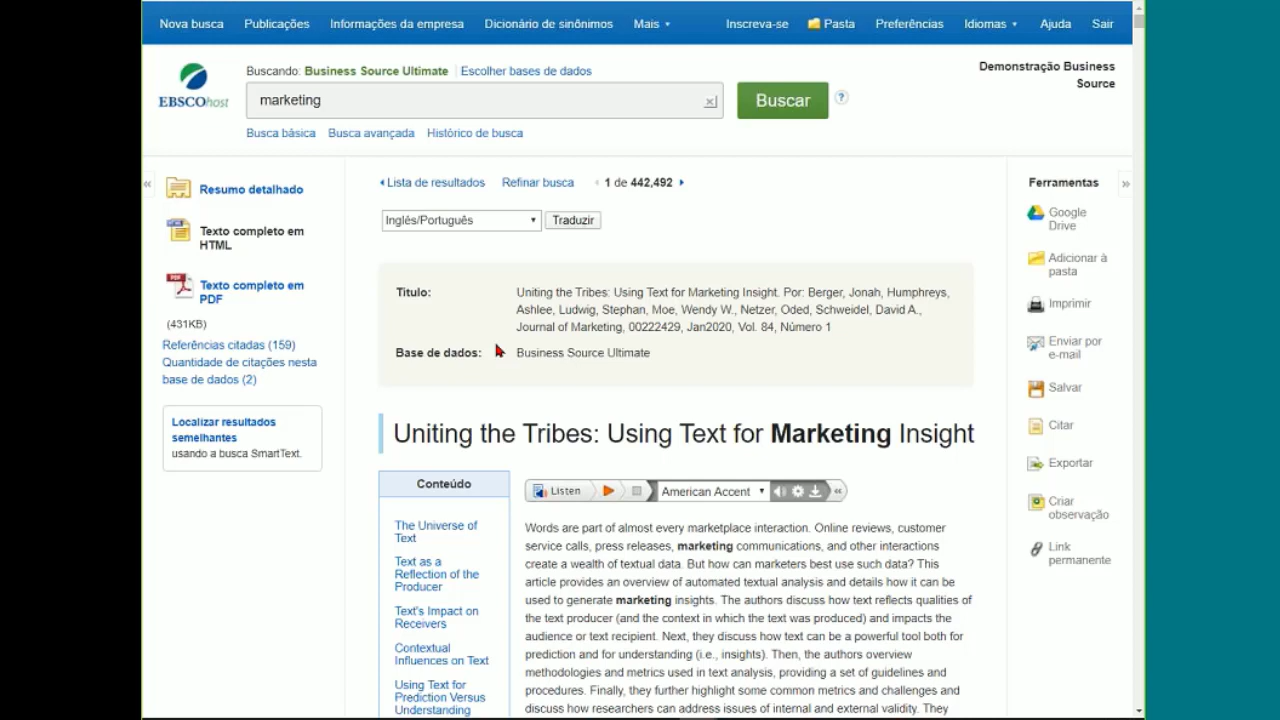 Nova busca Publicações Informações da empresa Dicionário de sinônimos Mais Inscreva-se Pasta Preferências Idiomas Ajuda Sair
Demonstração Business
Source
EBSCOhost
Buscando: Business Source Ultimate Escolher bases de dados
marketing
Buscar
?
Busca básica Busca avançada Histórico de busca
«
Resumo detalhado
Texto completo em
HTML
Texto completo em
PDF
(431KB)
Referências citadas (159)
Quantidade de citações nesta
base de dados (2)
Localizar resultados
semelhantes
usando a busca SmartText.
Lista de resultados Refinar busca 1 de 442,492
Inglês/Português Traduzir
Título: Uniting the Tribes: Using Text for Marketing Insight. Por: Berger, Jonah, Humphreys,
Ashlee, Ludwig, Stephan, Moe, Wendy W., Netzer, Oded, Schweidel, David A.,
Journal of Marketing, 00222429, Jan2020, Vol. 84, Número 1
Base de dados: Business Source Ultimate
Uniting the Tribes: Using Text for Marketing Insight
Conteúdo
The Universe of
Text
Text as a
Reflection of the
Producer
Text's Impact on
Receivers
Contextual
Influences on Text
Using Text for
Prediction Versus
Understanding
Listen American Accent «
Words are part of almost every marketplace interaction. Online reviews, customer
service calls, press releases, marketing communications, and other interactions
create a wealth of textual data. But how can marketers best use such data? This
article provides an overview of automated textual analysis and details how it can be
used to generate marketing insights. The authors discuss how text reflects qualities of
the text producer (and the context in which the text was produced) and impacts the
audience or text recipient. Next, they discuss how text can be a powerful tool both for
prediction and for understanding (i.e., insights). Then, the authors overview
methodologies and metrics used in text analysis, providing a set of guidelines and
procedures. Finally, they further highlight some common metrics and challenges and
discuss how researchers can address issues of internal and external validity. They
Ferramentas »
Google
Drive
Adicionar à
pasta
Imprimir
Enviar por
e-mail
Salvar
Citar
Exportar
Criar
observação
Link
permanente